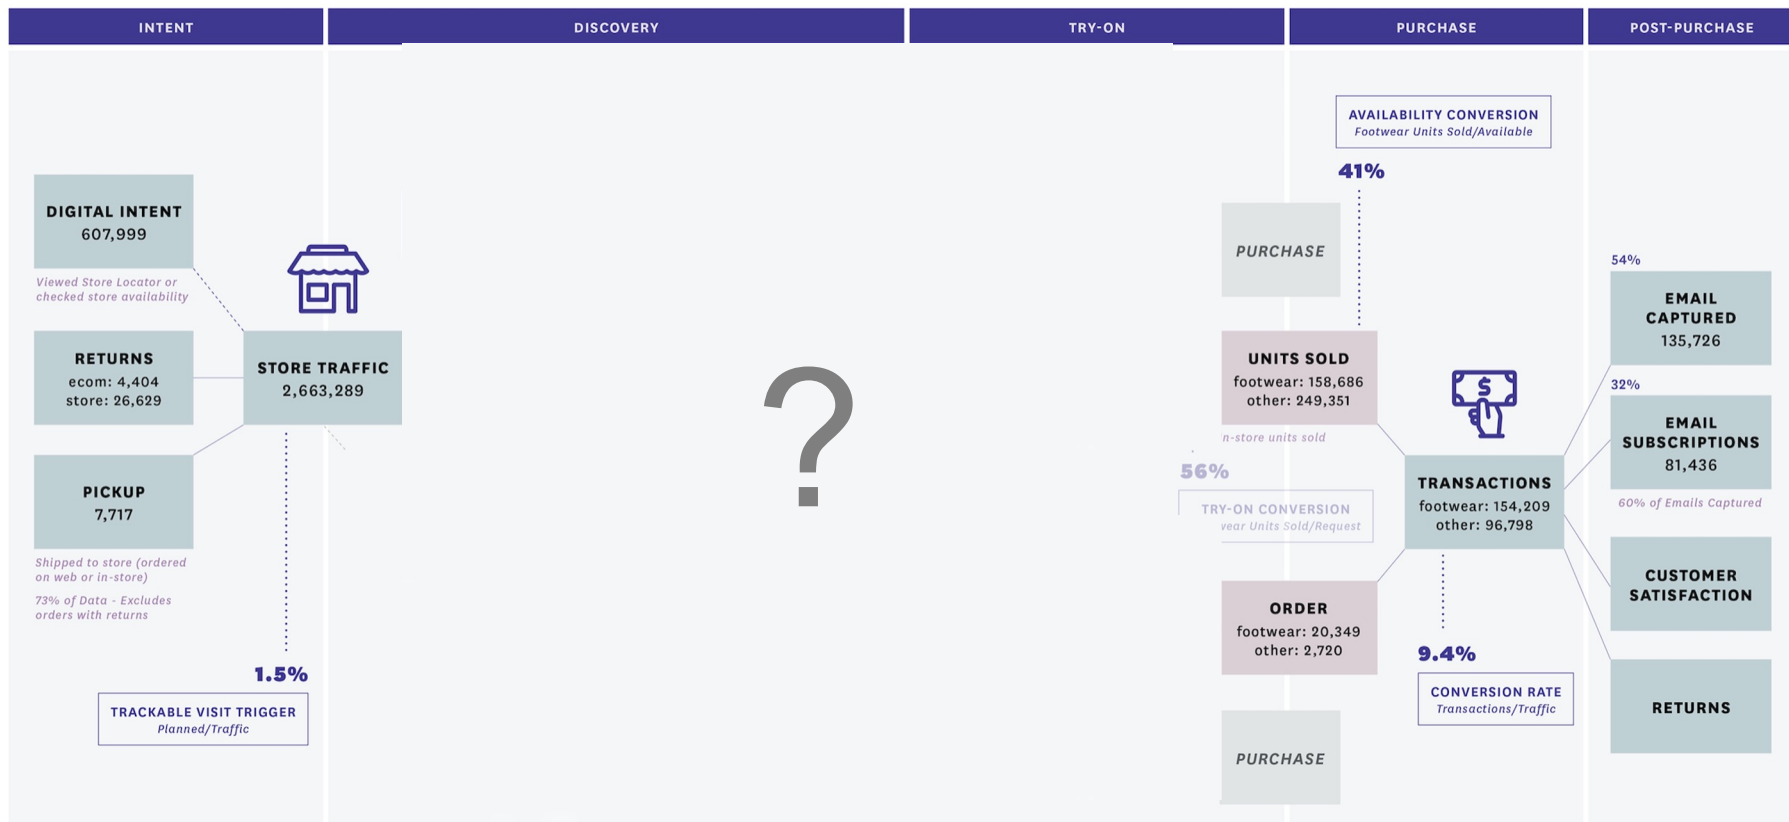 INTENT
DISCOVERY
TRY-ON
PURCHASE
POST-PURCHASE
DIGITAL INTENT
607,999
Viewed Store Locator or
checked store availability
RETURNS
ecom: 4,404
store: 26,629
PICKUP
7,717
Shipped to store (ordered
on web or in-store)
73% of Data - Excludes
orders with returns
STORE TRAFFIC
2,663,289
1.5%
TRACKABLE VISIT TRIGGER
Planned/Traffic
?
AVAILABILITY CONVERSION
Footwear Units Sold/Available
41%
PURCHASE
UNITS SOLD
footwear: 158,686
other: 249,351
n-store units sold
56%
TRY-ON CONVERSION
wear Units Sold/Request
ORDER
footwear: 20,349
other: 2,720
PURCHASE
$
TRANSACTIONS
footwear: 154,209
other: 96,798
9.4%
CONVERSION RATE
Transactions/Traffic
54%
EMAIL
CAPTURED
135,726
32%
EMAIL
SUBSCRIPTIONS
81,436
60% of Emails Captured
CUSTOMER
SATISFACTION
RETURNS